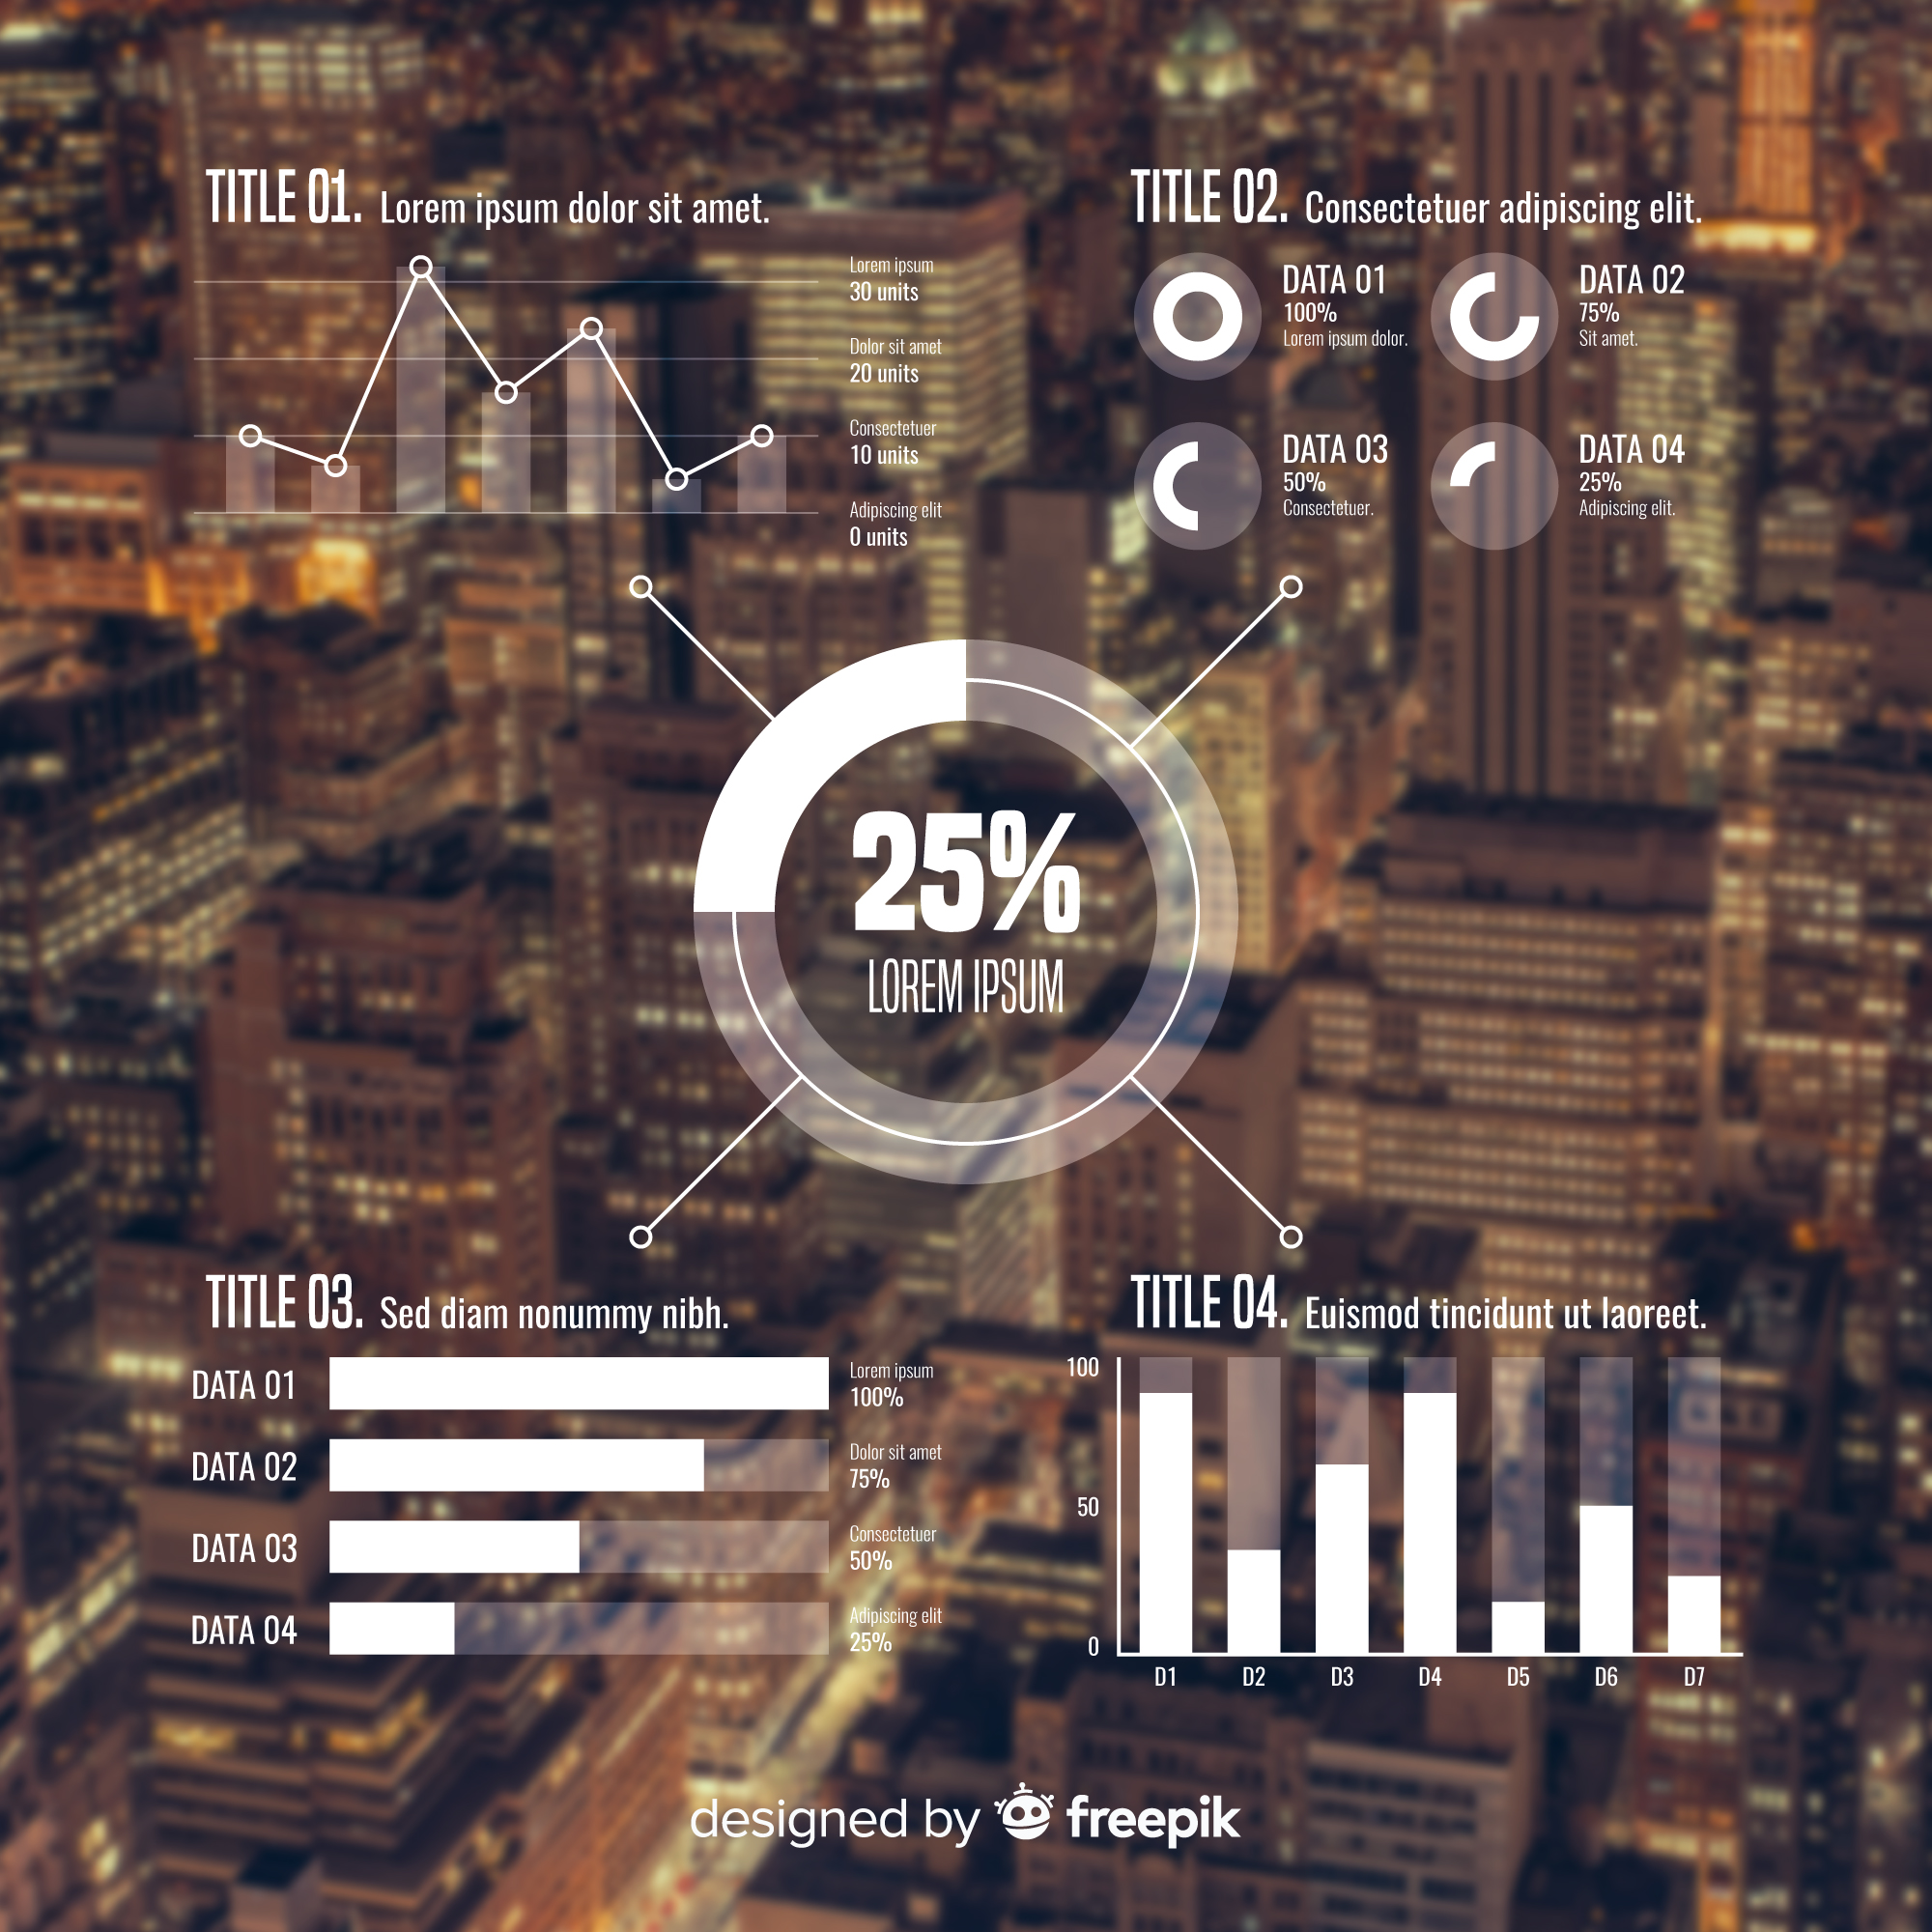 TITLE 01. Lorem ipsum dolor sit amet.
Lorem ipsum
30 units
Dolor sit amet
20 units
Consectetuer
10 units
Adipiscing elit
0 units
TITLE 02. Consectetuer adipiscing elit.
DATA 01
100%
Lorem ipsum dolor.
DATA 02
75%
Sit amet.
DATA 03
50%
Consectetuer.
DATA 04
25%
Adipiscing elit.
25%
LOREM IPSUM
TITLE 03. Sed diam nonummy nibh.
DATA 01
Lorem ipsum
100%
DATA 02
Dolor sit amet
75%
DATA 03
Consectetuer
50%
DATA 04
Adipiscing elit
25%
TITLE 04. Euismod tincidunt ut laoreet.
100
50
0
D1 D2 D3 D4 D5 D6 D7
designed by freepik